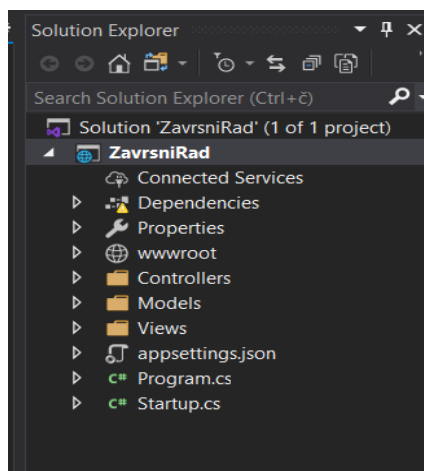 Solution Explorer
Search Solution Explorer (Ctrl+č)
Solution 'ZavrsniRad' (1 of 1 project)
ZavrsniRad
Connected Services
Dependencies
Properties
wwwroot
Controllers
Models
Views
appsettings.json
C# Program.cs
C# Startup.cs